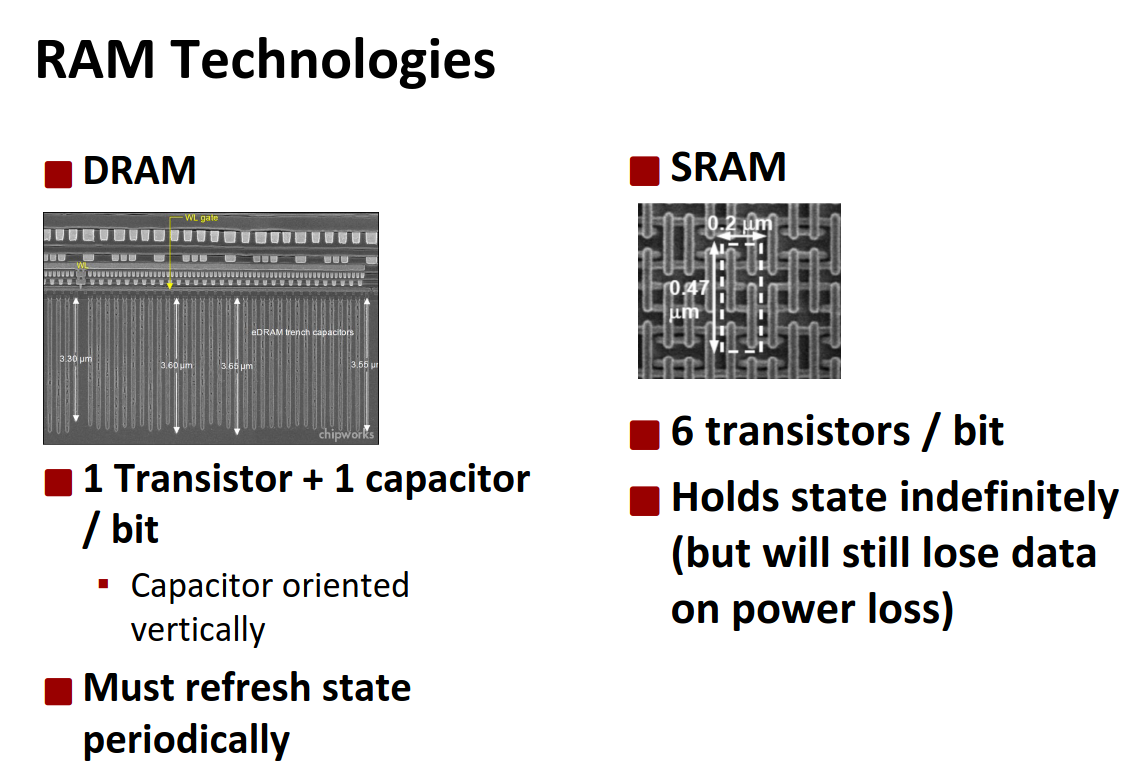 RAM Technologies
DRAM
WL gate
WL
eDRAM trench capacitors
3.30 µm
3.60 µm
3.65 µm
3.55 µm
chipworks
1 Transistor + 1 capacitor
/ bit
Capacitor oriented
vertically
Must refresh state
periodically
SRAM
0.2 µm
0.47
µm
6 transistors / bit
Holds state indefinitely
(but will still lose data
on power loss)